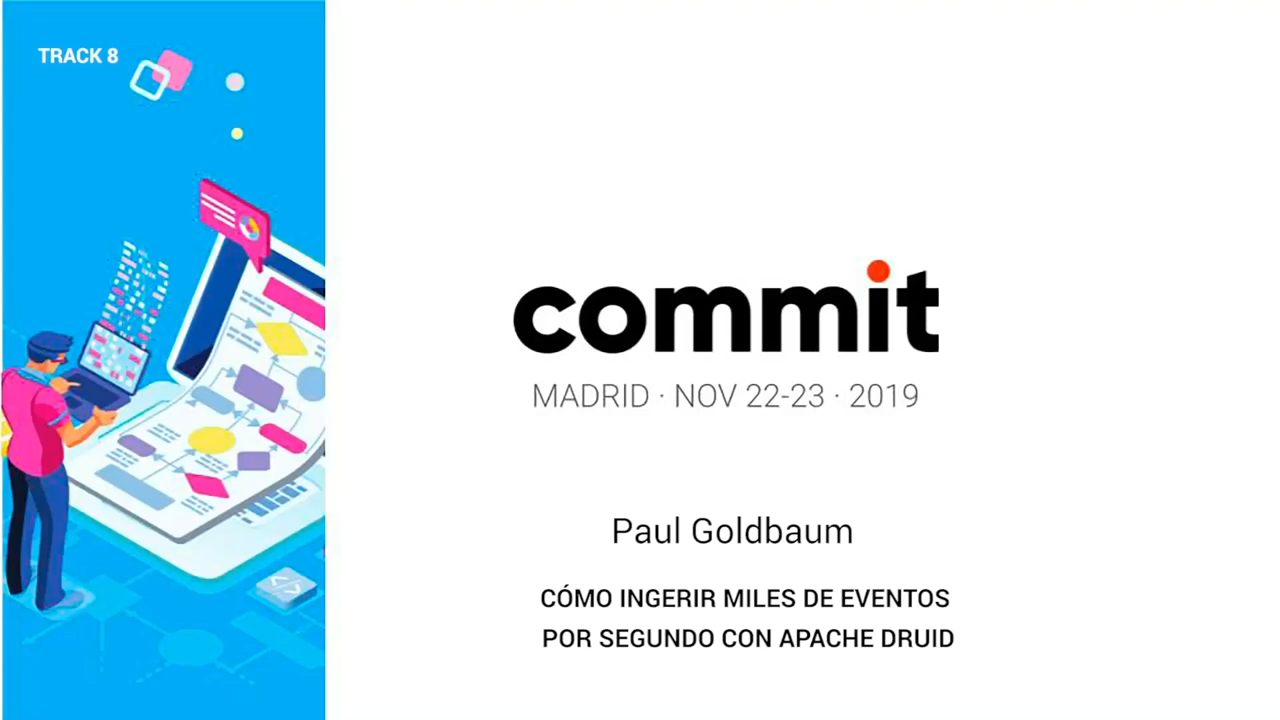 TRACK 8
commit
MADRID · NOV 22-23 · 2019
Paul Goldbaum
CÓMO INGERIR MILES DE EVENTOS
POR SEGUNDO CON APACHE DRUID